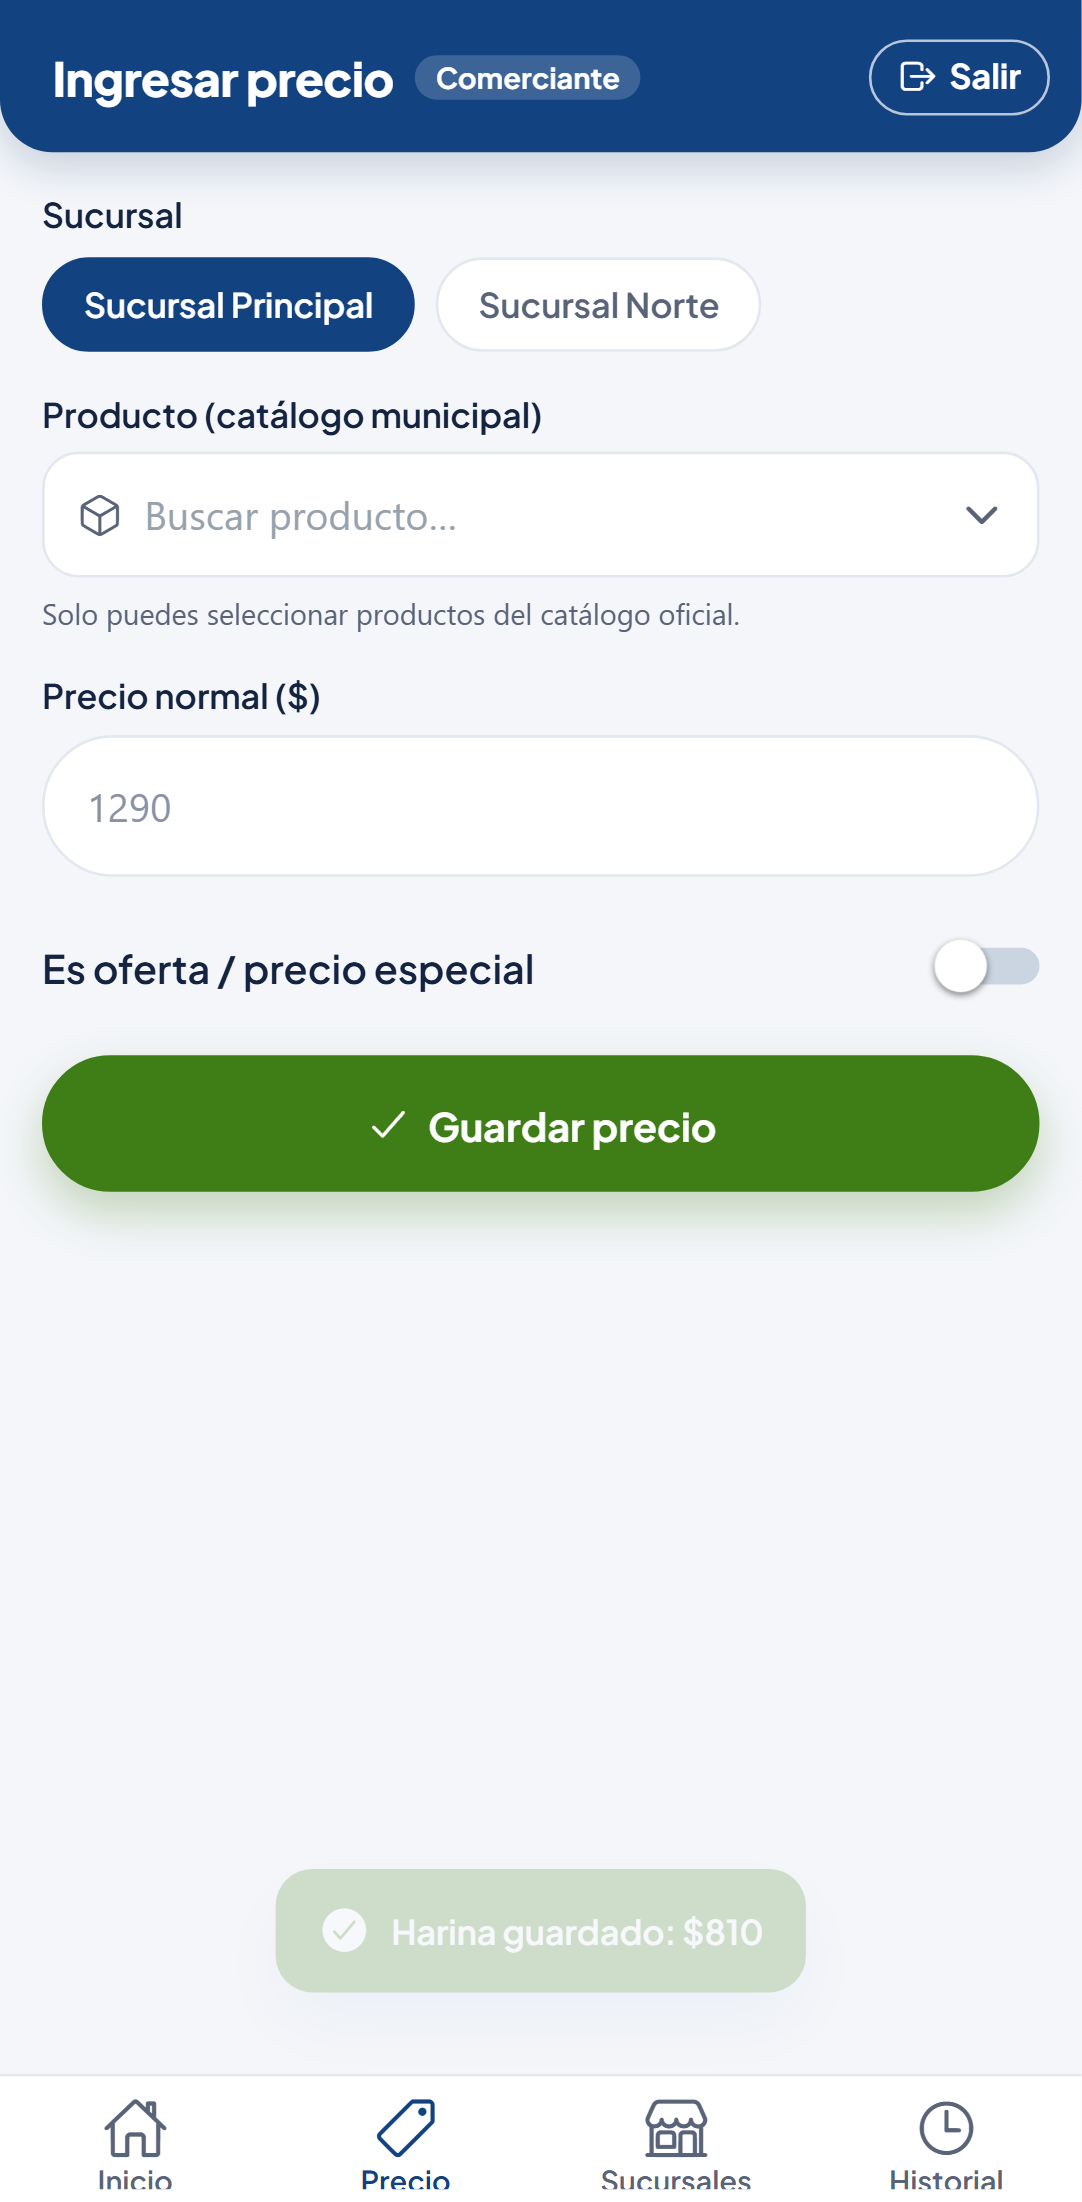 Ingresar precio
Comerciante
Salir
Sucursal
Sucursal Principal
Sucursal Norte
Producto (catálogo municipal)
Buscar producto...
Solo puedes seleccionar productos del catálogo oficial.
Precio normal ($)
1290
Es oferta / precio especial
Guardar precio
Harina guardado: $810
Inicio
Precio
Sucursales
Historial